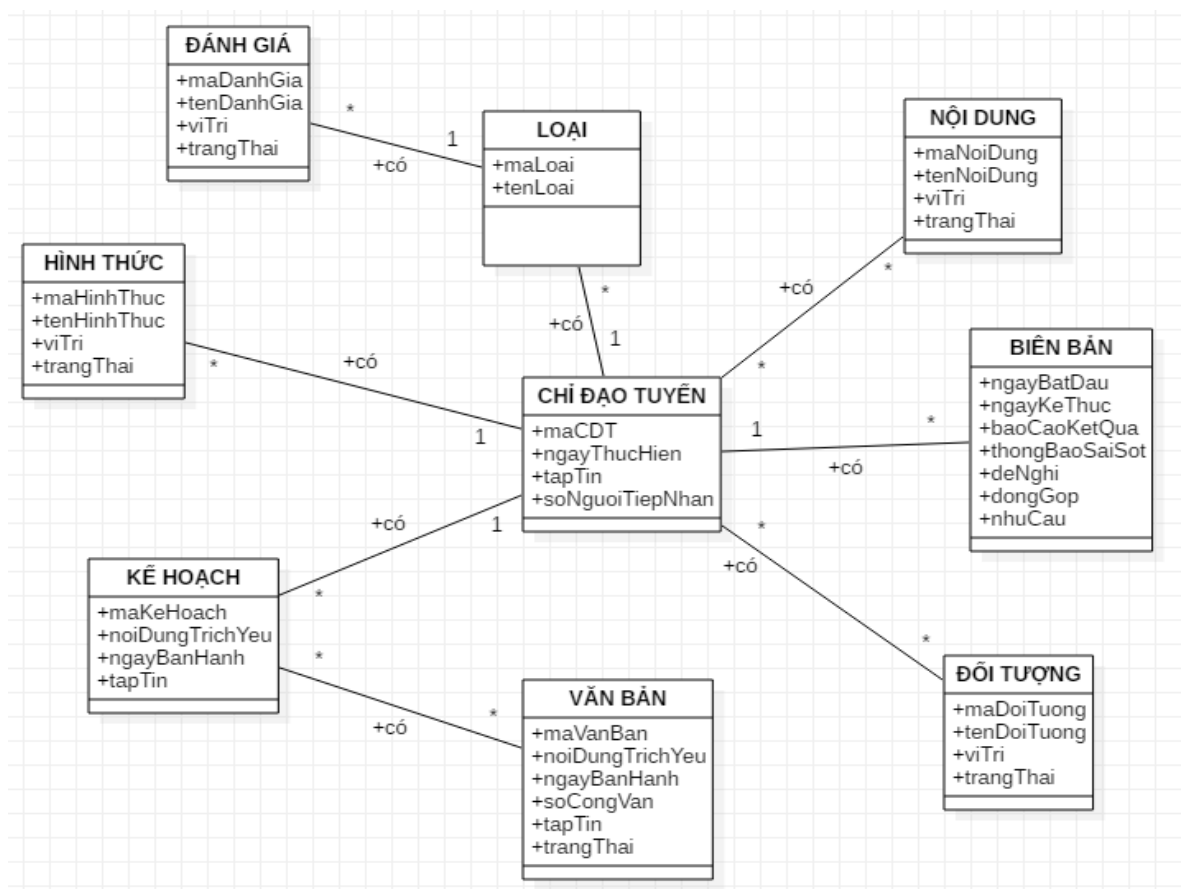 ĐÁNH GIÁ
+maDanhGia
+tenDanhGia
+viTri
+trangThai
*
1
+có
LOẠI
+maLoai
+tenLoai
NỘI DUNG
+maNoiDung
+tenNoiDung
+viTri
+trangThai
HÌNH THỨC
+maHinhThuc
+tenHinhThuc
+viTri
+trangThai
*
+có
1
*
+có
1
*
+có
*
BIÊN BẢN
+ngayBatDau
+ngayKeThuc
+baoCaoKetQua
+thongBaoSaiSot
+deNghi
+dongGop
+nhuCau
CHỈ ĐẠO TUYẾN
+maCDT
+ngayThucHien
+tapTin
+soNguoiTiepNhan
1
*
+có
+có
1
*
*
+có
*
KẾ HOẠCH
+maKeHoach
+noiDungTrichYeu
+ngayBanHanh
+tapTin
*
+có
*
VĂN BẢN
+maVanBan
+noiDungTrichYeu
+ngayBanHanh
+soCongVan
+tapTin
+trangThai
ĐỐI TƯỢNG
+maDoiTuong
+tenDoiTuong
+viTri
+trangThai